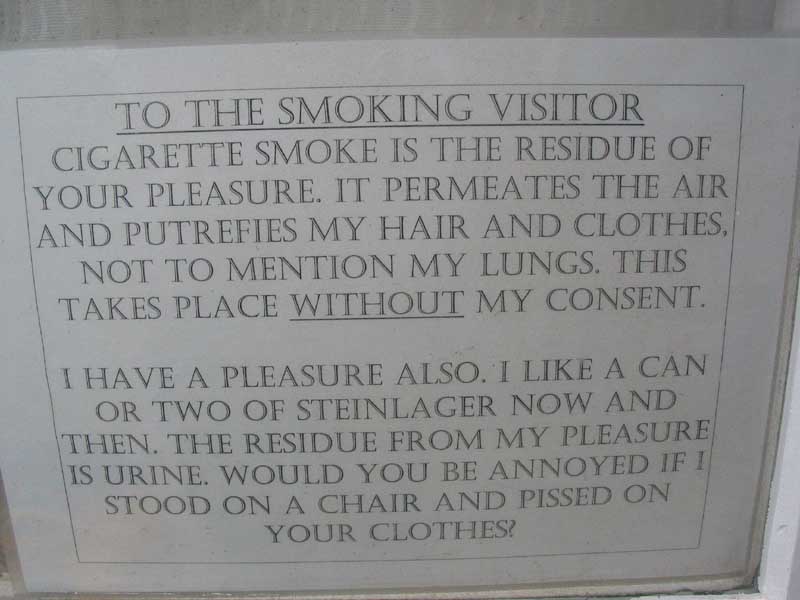 TO THE SMOKING VISITOR
CIGARETTE SMOKE IS THE RESIDUE OF
YOUR PLEASURE. IT PERMEATES THE AIR
AND PUTREFIES MY HAIR AND CLOTHES,
NOT TO MENTION MY LUNGS. THIS
TAKES PLACE WITHOUT MY CONSENT.
I HAVE A PLEASURE ALSO. I LIKE A CAN
OR TWO OF STEINLAGER NOW AND
THEN. THE RESIDUE FROM MY PLEASURE
IS URINE. WOULD YOU BE ANNOYED IF I
STOOD ON A CHAIR AND PISSED ON
YOUR CLOTHES?